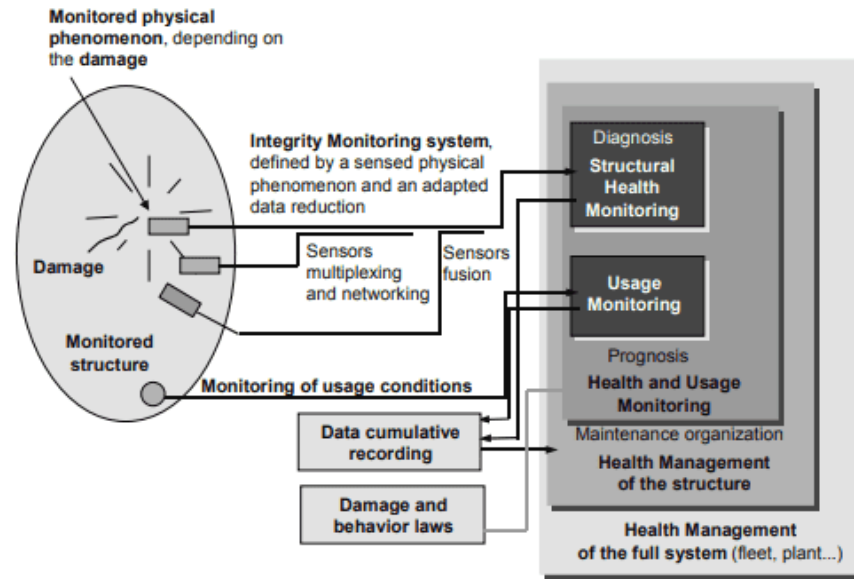 Monitored physical
phenomenon, depending on
the damage
Integrity Monitoring system,
defined by a sensed physical
phenomenon and an adapted
data reduction
Damage
Sensors
multiplexing
and networking
Sensors
fusion
Monitored
structure
Monitoring of usage conditions
Data cumulative
recording
Damage and
behavior laws
Diagnosis
Structural
Health
Monitoring
Usage
Monitoring
Prognosis
Health and Usage
Monitoring
Maintenance organization
Health Management
of the structure
Health Management
of the full system (fleet, plant...)